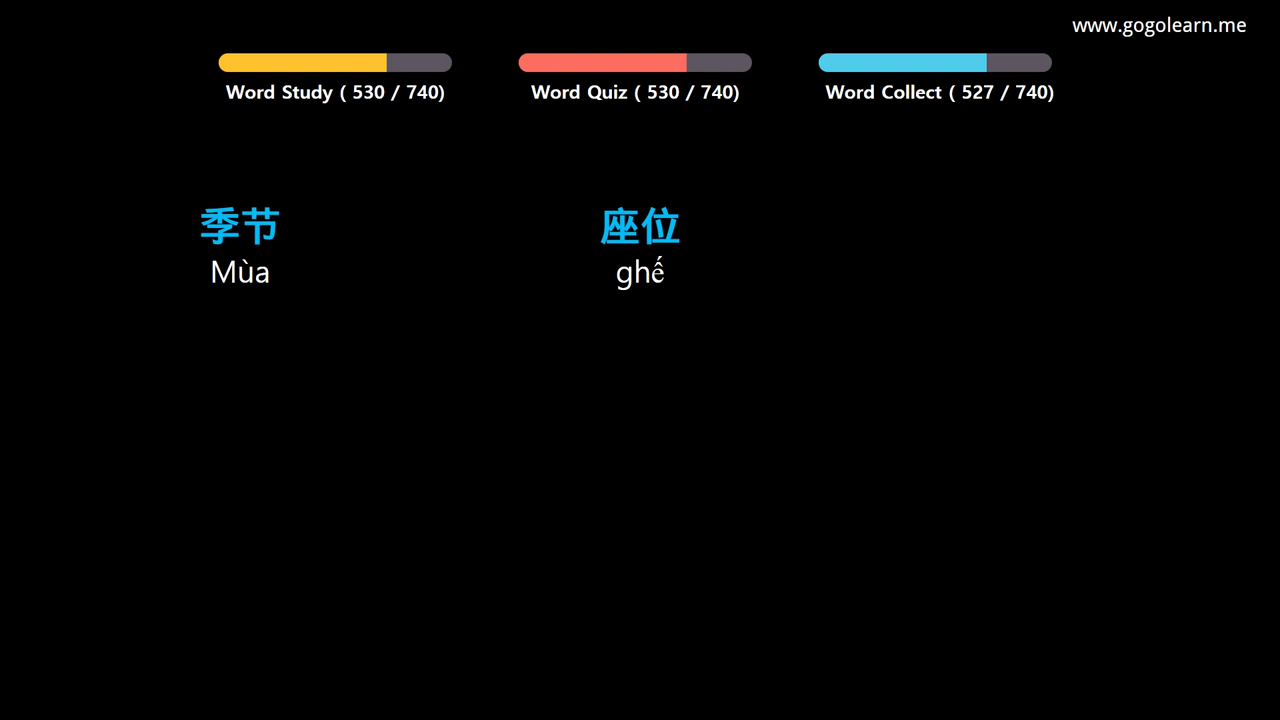 www.gogolearn.me
Word Study ( 530 / 740)
Word Quiz ( 530 / 740)
Word Collect ( 527 / 740)
季节
Mùa
座位
ghế